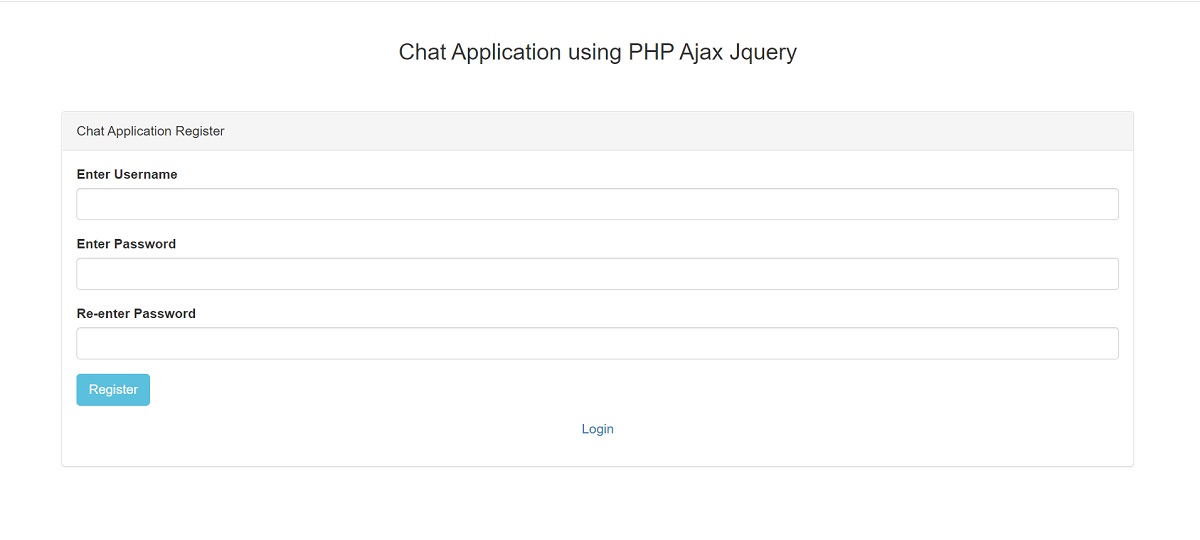 Chat Application using PHP Ajax Jquery
Chat Application Register
Enter Username
Enter Password
Re-enter Password
Register
Login